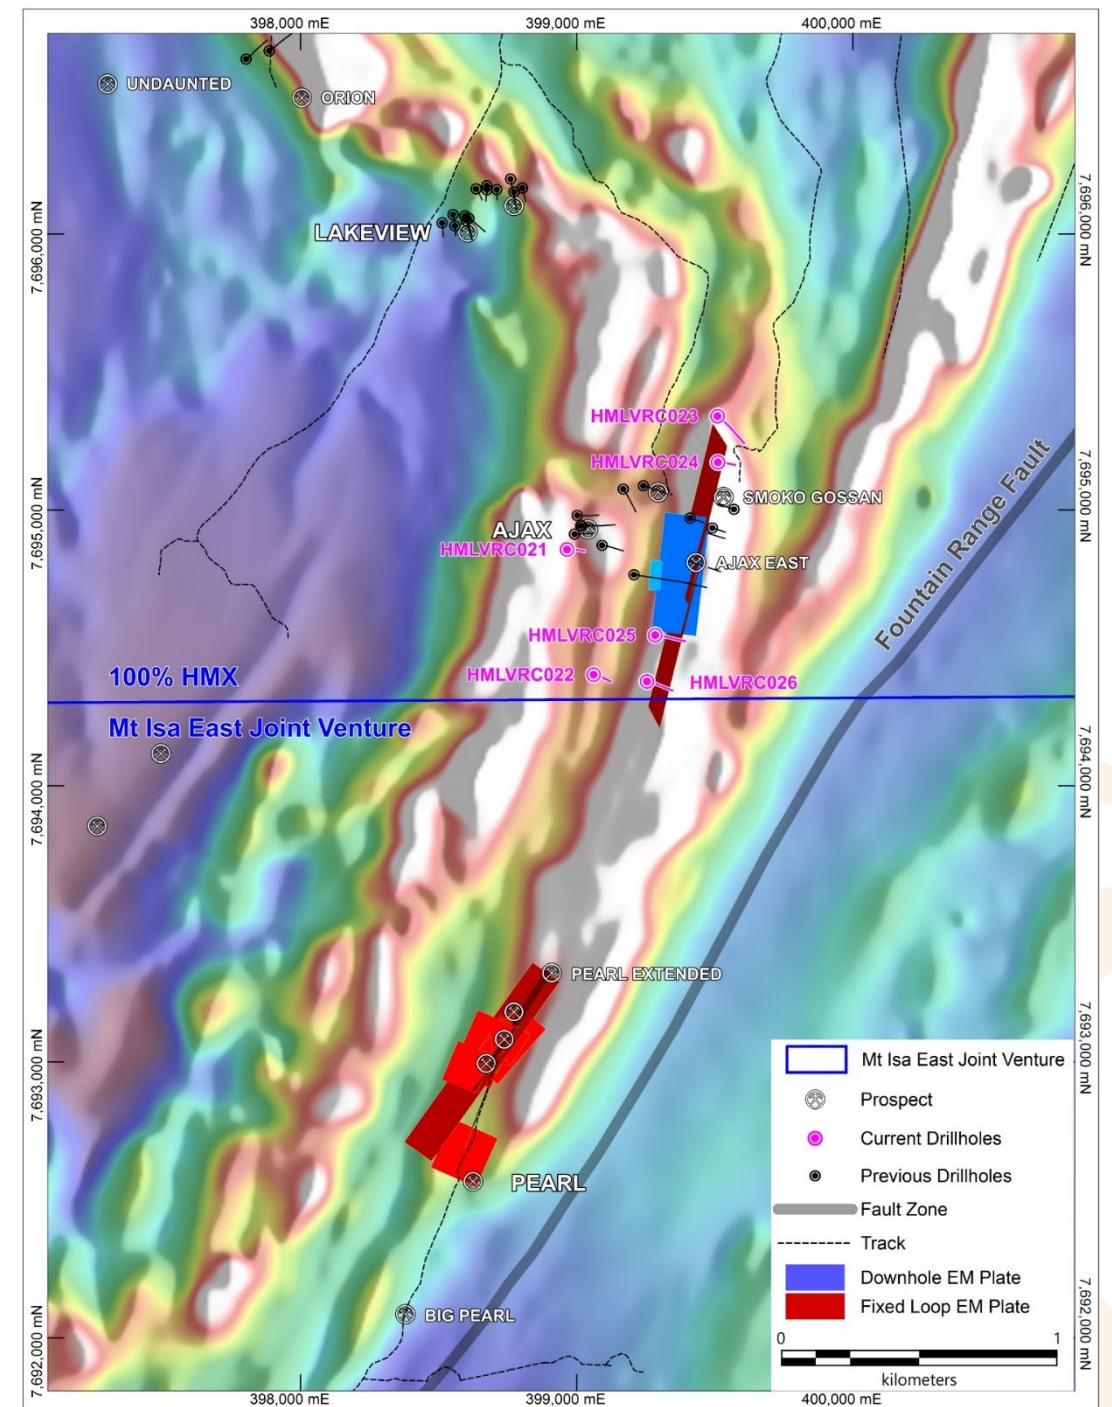 398,000 mE
399,000 mE
400,000 mE
UNDAUNTED
ORION
7,696,000 mN
7,696,000 mN
LAKEVIEW
HMLVRC023
HMLVRC024
SMOKO GOSSAN
7,695,000 mN
7,695,000 mN
AJAX
HMLVRC021
AJAX EAST
Fountain Range Fault
HMLVRC025
HMLVRC022
HMLVRC026
100% HMX
Mt Isa East Joint Venture
7,694,000 mN
7,694,000 mN
PEARL EXTENDED
7,693,000 mN
7,693,000 mN
PEARL
BIG PEARL
7,692,000 mN
7,692,000 mN
Mt Isa East Joint Venture
Prospect
Current Drillholes
Previous Drillholes
Fault Zone
Track
Downhole EM Plate
Fixed Loop EM Plate
0 1
kilometers
398,000 mE
399,000 mE
400,000 mE